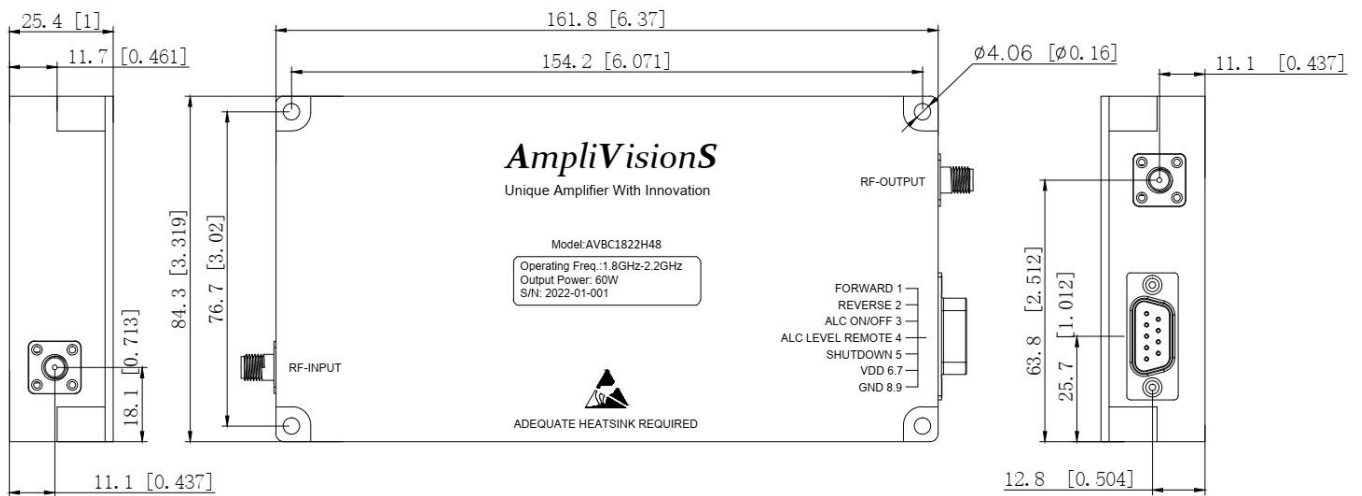 25.4 [1]
161.8 [6.37]
11.7 [0.461]
154.2 [6.071]
ø4.06 [ø0.16]
11.1 [0.437]
AmpliVisionS
Unique Amplifier With Innovation
RF-OUTPUT
Model:AVBC1822H48
Operating Freq.:1.8GHz-2.2GHz
Output Power: 60W
S/N: 2022-01-001
84.3 [3.319]
76.7 [3.02]
FORWARD 1
REVERSE 2
ALC ON/OFF 3
ALC LEVEL REMOTE 4
SHUTDOWN 5
VDD 6.7
GND 8.9
63.8 [2.512]
25.7 [1.012]
18.1 [0.713]
RF-INPUT
ADEQUATE HEATSINK REQUIRED
11.1 [0.437]
12.8 [0.504]